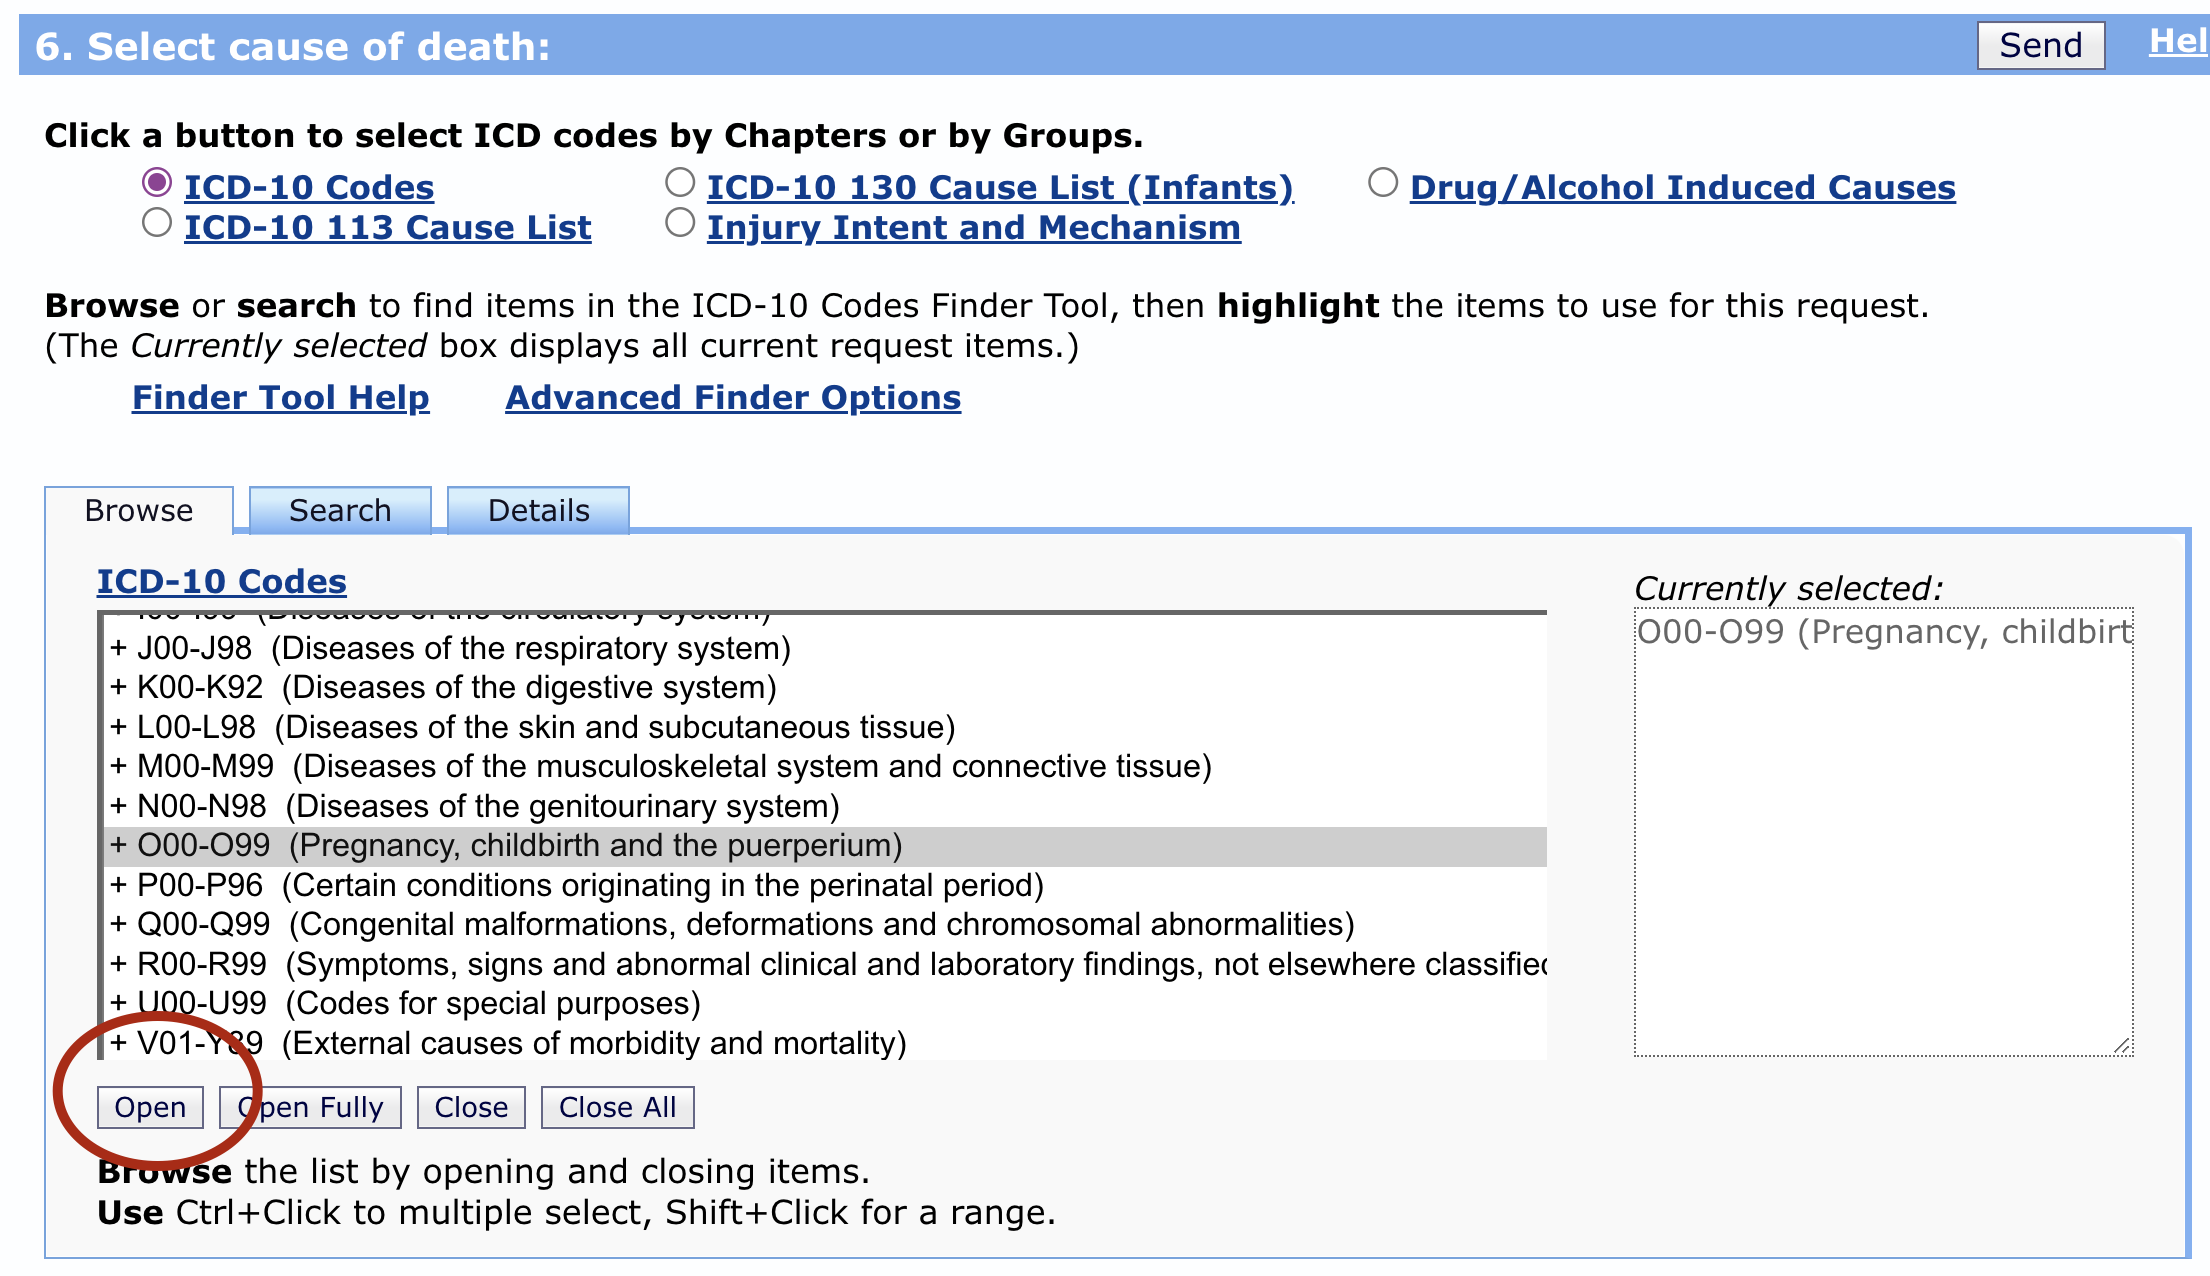 6. Select cause of death:
Send
Hel
Click a button to select ICD codes by Chapters or by Groups.
ICD-10 Codes
ICD-10 130 Cause List (Infants)
Drug/Alcohol Induced Causes
ICD-10 113 Cause List
Injury Intent and Mechanism
Browse or search to find items in the ICD-10 Codes Finder Tool, then highlight the items to use for this request.
(The Currently selected box displays all current request items.)
Finder Tool Help
Advanced Finder Options
Browse
Search
Details
ICD-10 Codes
(Diseases of the circulatory system)
+ J00-J98 (Diseases of the respiratory system)
+ K00-K92 (Diseases of the digestive system)
+ L00-L98 (Diseases of the skin and subcutaneous tissue)
+ M00-M99 (Diseases of the musculoskeletal system and connective tissue)
+ N00-N98 (Diseases of the genitourinary system)
+ O00-O99 (Pregnancy, childbirth and the puerperium)
+ P00-P96 (Certain conditions originating in the perinatal period)
+ Q00-Q99 (Congenital malformations, deformations and chromosomal abnormalities)
+ R00-R99 (Symptoms, signs and abnormal clinical and laboratory findings, not elsewhere classified
+ U00-U99 (Codes for special purposes)
+ V01-Y89 (External causes of morbidity and mortality)
Currently selected:
O00-O99 (Pregnancy, childbirt
Open
Open Fully
Close
Close All
Browse the list by opening and closing items.
Use Ctrl+Click to multiple select, Shift+Click for a range.